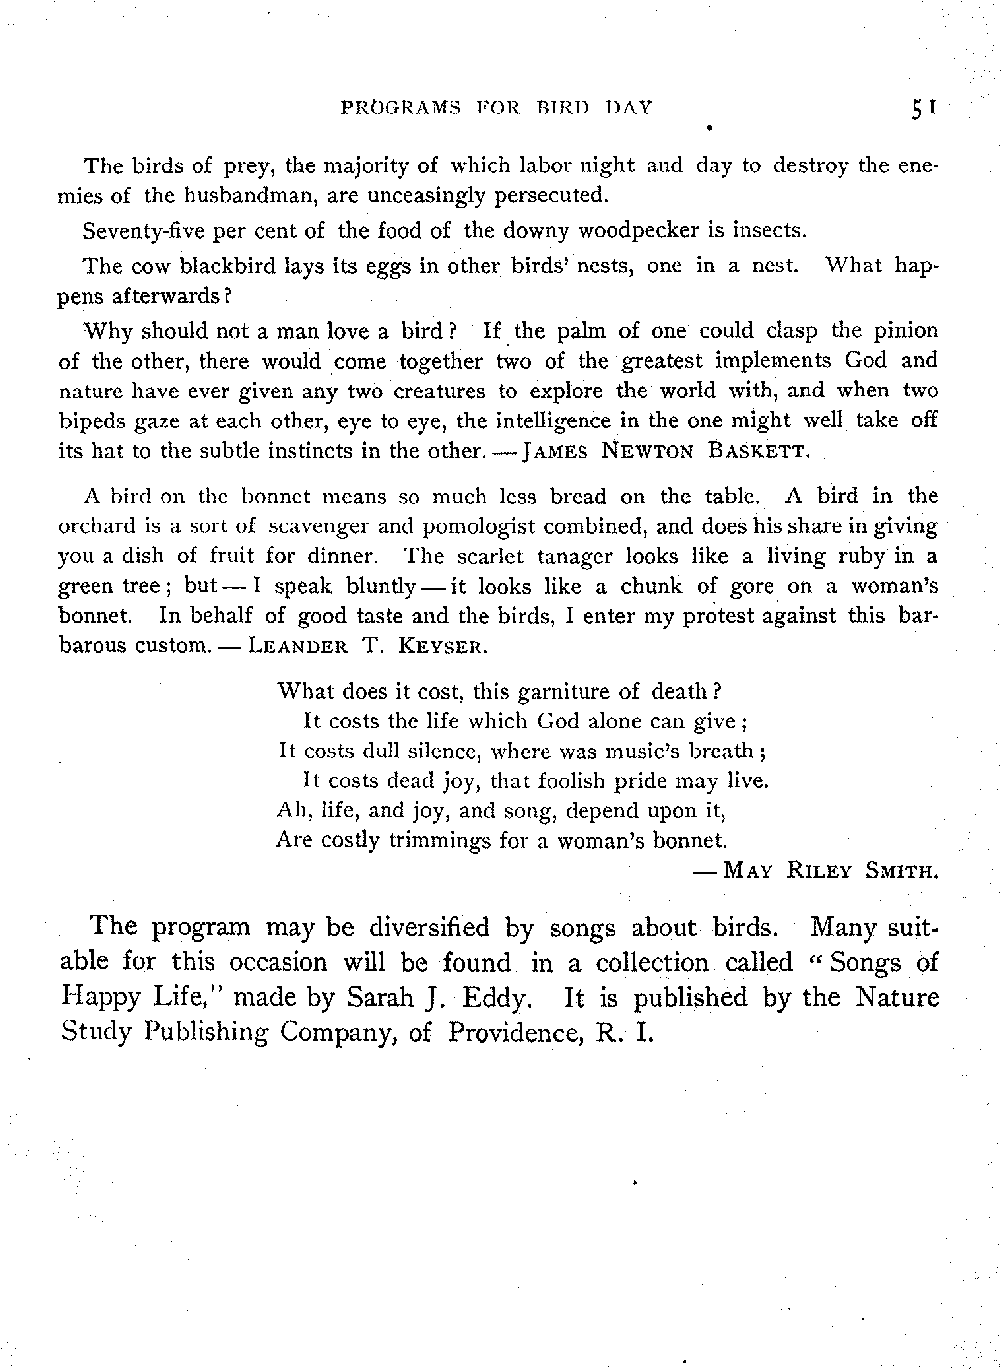 PROGRAMS FOR BIRD DAY 51
The birds of prey, the majority of which labor night and day to destroy the ene-
mies of the husbandman, are unceasingly persecuted.
Seventy-five per cent of the food of the downy woodpecker is insects.
The cow blackbird lays its eggs in other birds' nests, one in a nest. What hap-
pens afterwards?
Why should not a man love a bird? If the palm of one could clasp the pinion
of the other, there would come together two of the greatest implements God and
nature have ever given any two creatures to explore the world with, and when two
bipeds gaze at each other, eye to eye, the intelligence in the one might well take off
its hat to the subtle instincts in the other. — JAMES NEWTON BASKETT.
A bird on the bonnet means so much less bread on the table. A bird in the
orchard is a sort of scavenger and pomologist combined, and does his share in giving
you a dish of fruit for dinner. The scarlet tanager looks like a living ruby in a
green tree; but — I speak bluntly — it looks like a chunk of gore on a woman's
bonnet. In behalf of good taste and the birds, I enter my protest against this bar-
barous custom. — LEANDER T. KEYSER.
What does it cost, this garniture of death?
It costs the life which God alone can give;
It costs dull silence, where was music's breath;
It costs dead joy, that foolish pride may live.
Ah, life, and joy, and song, depend upon it,
Are costly trimmings for a woman's bonnet.
— MAY RILEY SMITH.
The program may be diversified by songs about birds. Many suit-
able for this occasion will be found in a collection called "Songs of
Happy Life," made by Sarah J. Eddy. It is published by the Nature
Study Publishing Company, of Providence, R. I.